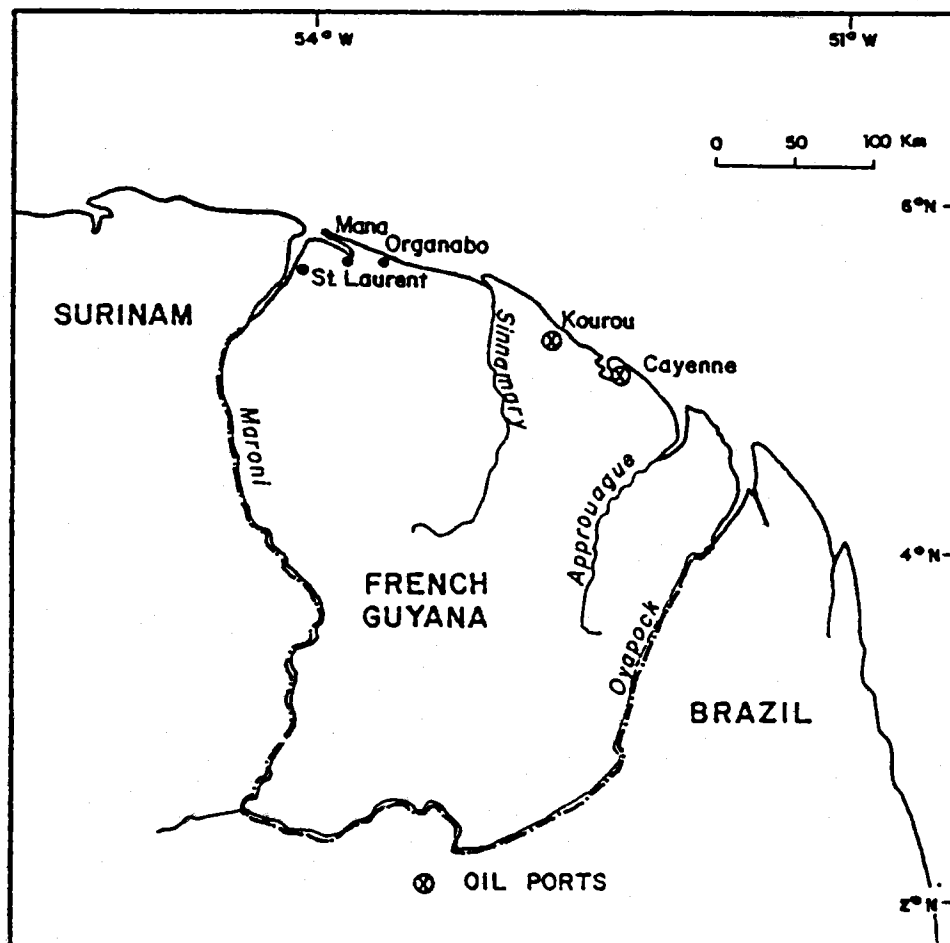 54° W
51° W
0 50 100 Km
6°N
Mana
Organabo
St. Laurent
SURINAM
Kourou
Sinnamary
Cayenne
Maroni
Approuague
4°N
FRENCH
GUYANA
Oyapock
BRAZIL
OIL PORTS
2°N